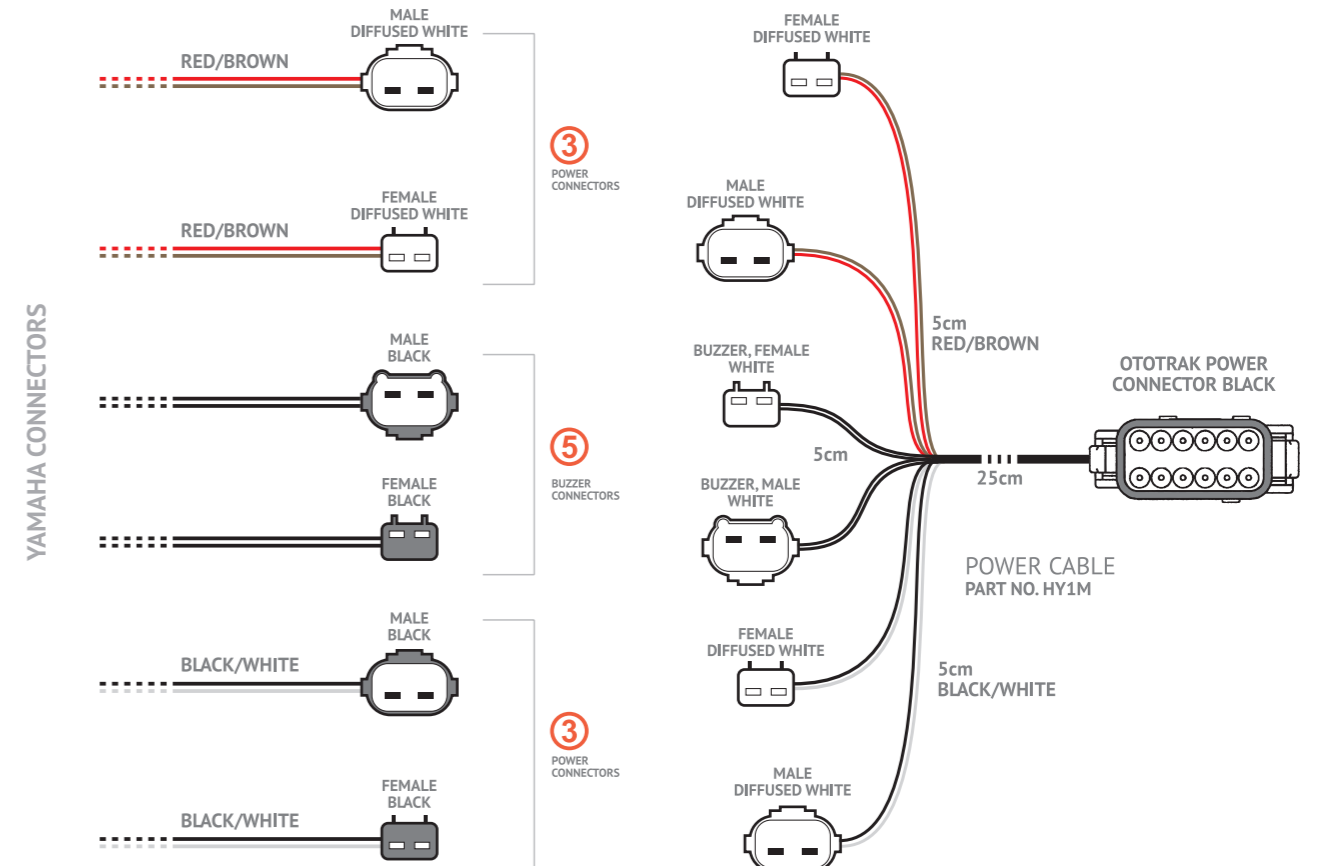 YAMAHA CONNECTORS
MALE
DIFFUSED WHITE
RED/BROWN
FEMALE
DIFFUSED WHITE
RED/BROWN
3
POWER
CONNECTORS
MALE
BLACK
FEMALE
BLACK
5
BUZZER
CONNECTORS
MALE
BLACK
BLACK/WHITE
FEMALE
BLACK
BLACK/WHITE
3
POWER
CONNECTORS
FEMALE
DIFFUSED WHITE
MALE
DIFFUSED WHITE
5cm
RED/BROWN
BUZZER, FEMALE
WHITE
5cm
BUZZER, MALE
WHITE
FEMALE
DIFFUSED WHITE
5cm
BLACK/WHITE
MALE
DIFFUSED WHITE
25cm
OTOTRAK POWER
CONNECTOR BLACK
POWER CABLE
PART NO. HY1M